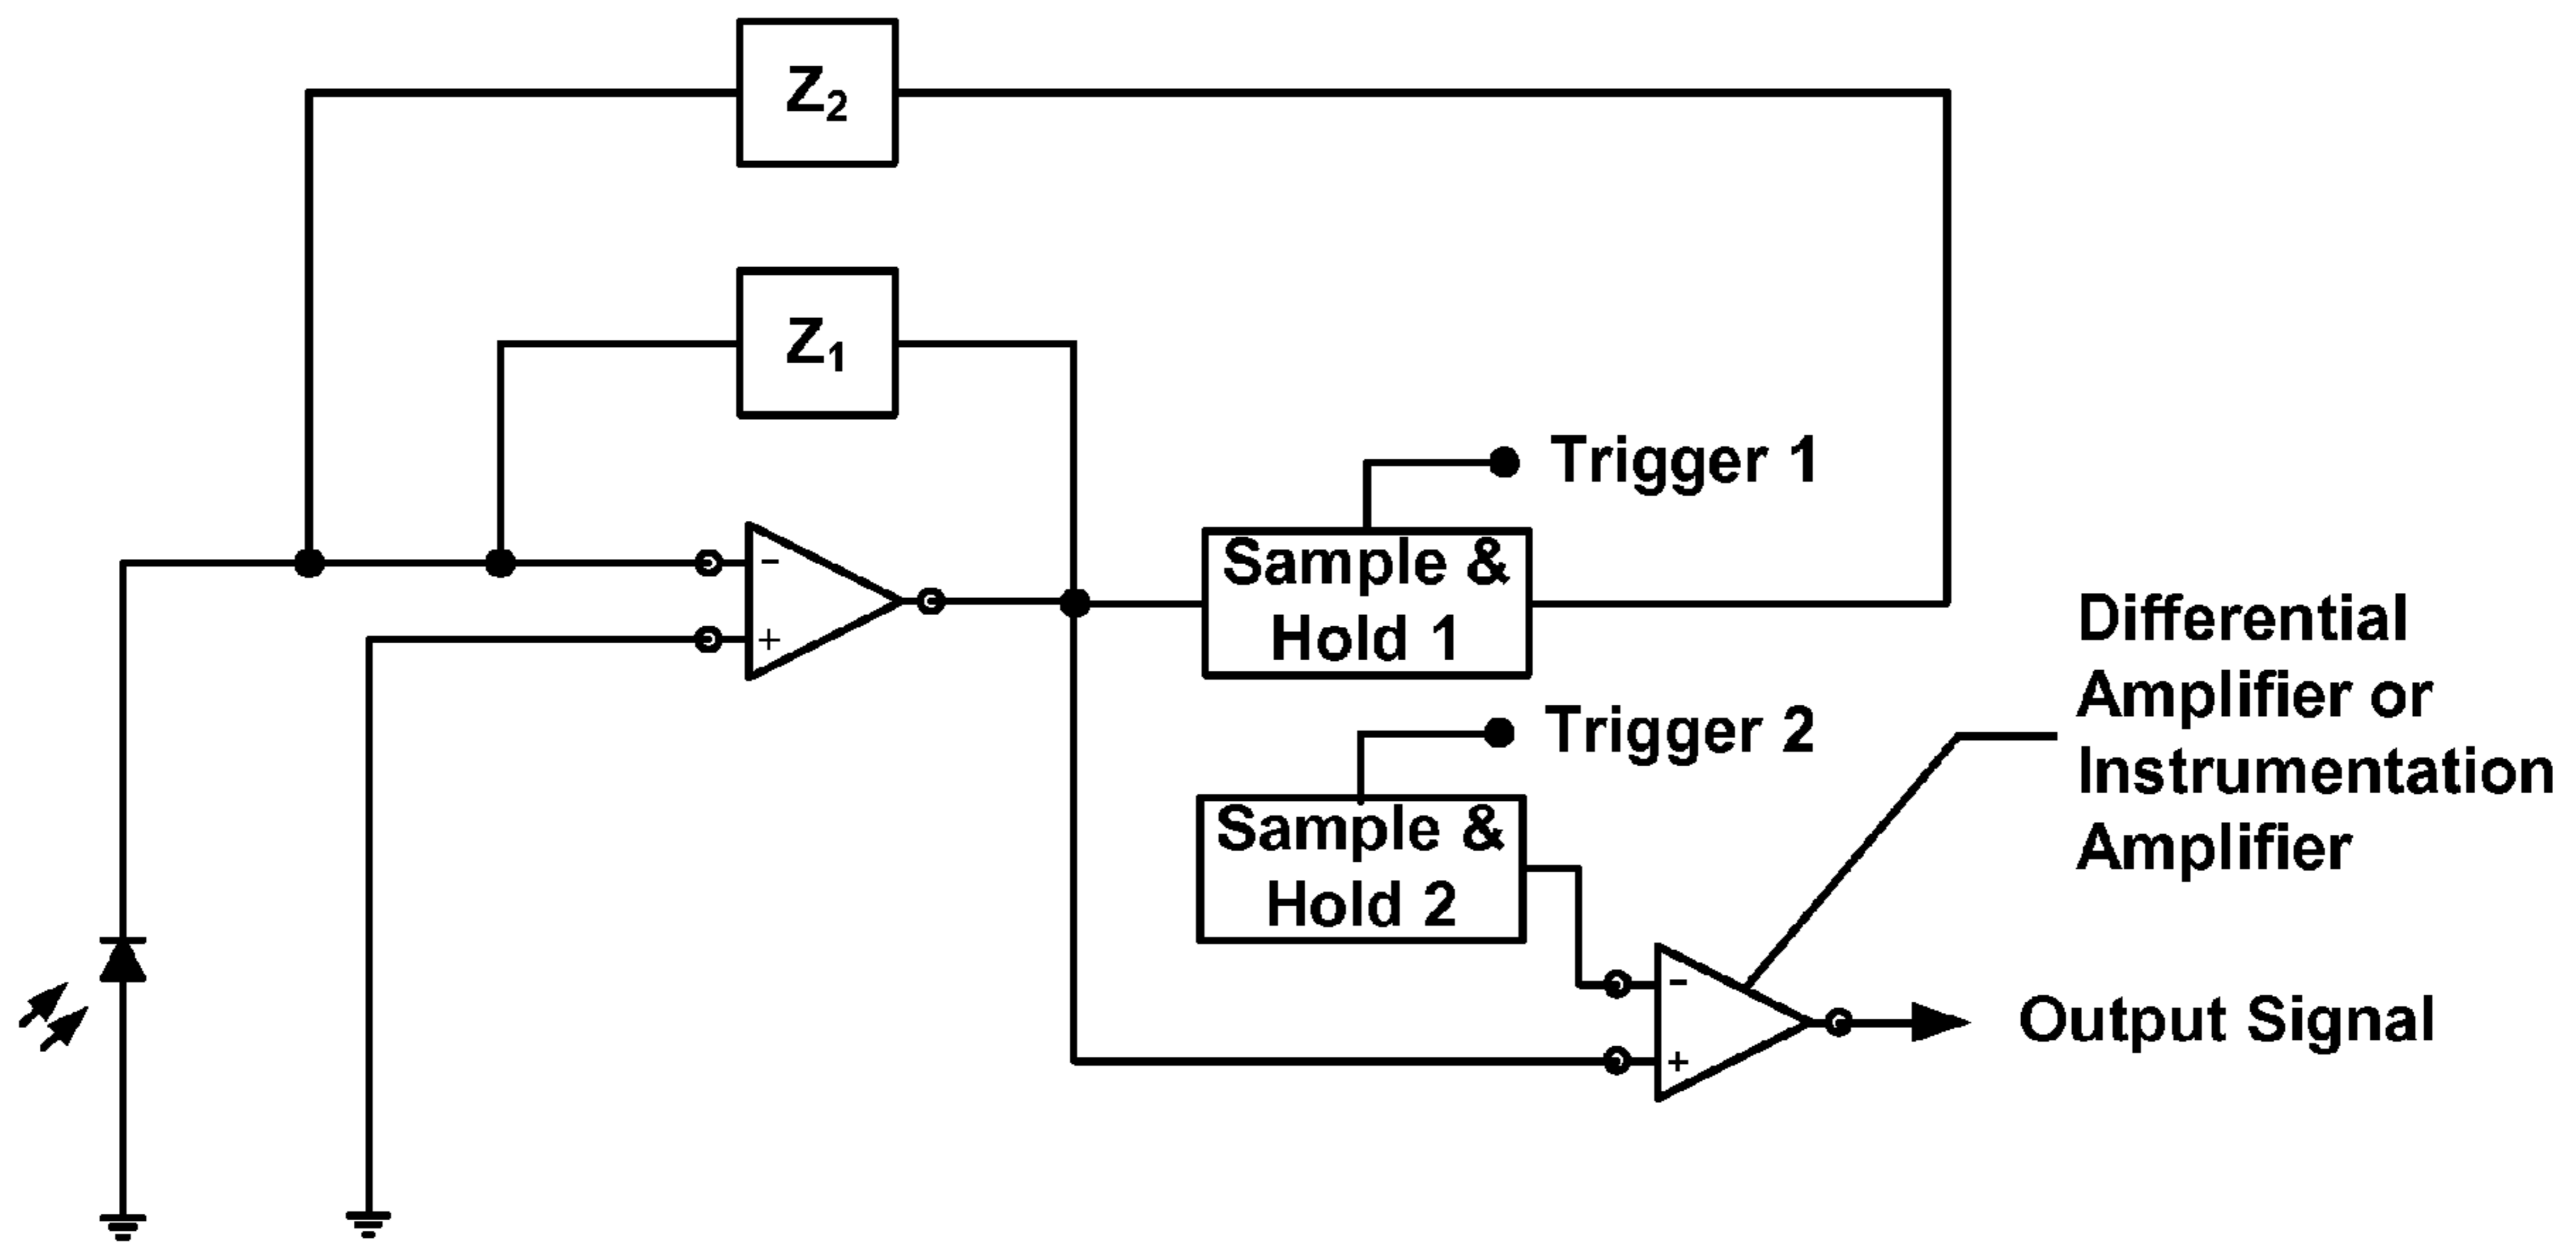 Z2
Z1
Trigger 1
Sample &
Hold 1
Trigger 2
Sample &
Hold 2
Differential
Amplifier or
Instrumentation
Amplifier
Output Signal
-
+
-
+